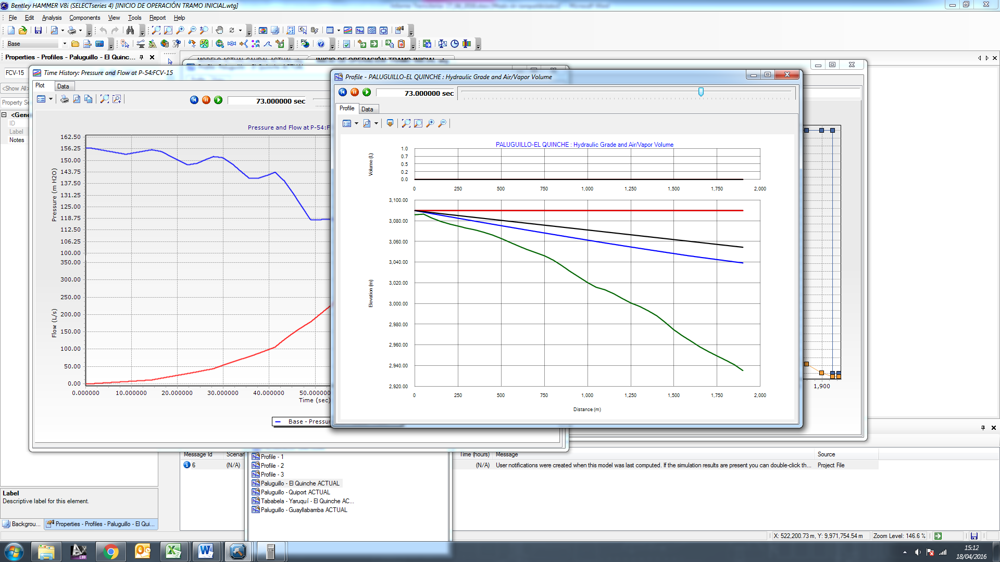 Bentley HAMMER V8i (SELECTseries 4) [INICIO DE OPERACIÓN TRAMO INICIAL.wtg]
File Edit Analysis Components View Tools Report Help
Base
Properties - Profiles - Paluguillo - El Quinc...
INICIO DE OPERACIÓN TRAMO INICIAL.wtg
FCV-15
<Show All>
Property Se
<Gene
ID
Label
Notes
Time History: Pressure and Flow at P-54:FCV-15
Plot Data
73.000000 sec
Pressure and Flow at P-54:F
Pressure (m H2O)
162.50
156.25
150.00
143.75
137.50
131.25
125.00
118.75
112.50
106.25
100.00
Flow (L/s)
350.00
300.00
250.00
200.00
150.00
100.00
50.00
0.00
0.000000 10.000000 20.000000 30.000000 40.000000 50.000000
Time (sec)
Base - Pressur
Profile - PALUGUILLO-EL QUINCHE : Hydraulic Grade and Air/Vapor Volume
73.000000 sec
Profile Data
PALUGUILLO-EL QUINCHE : Hydraulic Grade and Air/Vapor Volume
Volume (L)
1.0
0.7
0.5
0.2
0.0
0 250 500 750 1,000 1,250 1,500 1,750 2,000
Elevation (m)
3,100.00
3,080.00
3,060.00
3,040.00
3,020.00
3,000.00
2,980.00
2,960.00
2,940.00
2,920.00
0 250 500 750 1,000 1,250 1,500 1,750 2,000
Distance (m)
1,900
Message Id Scenar Time (hours) Message Source
6 (N/A) (N/A) User notifications were created when this model was last computed. If the simulation results are present you can double-click th... Project File
Profile - 1
Profile - 2
Profile - 3
Paluguillo - El Quinche ACTUAL
Paluguillo - Quiport ACTUAL
Tababela - Yaruquí - El Quinche AC...
Paluguillo - Guayllabamba ACTUAL
Label
Descriptive label for this element.
Backgrou... Properties - Profiles - Paluguillo - El Qui...
X: 522,200.73 m, Y: 9,971,754.54 m Zoom Level: 146.6 %
15:12
18/04/2016